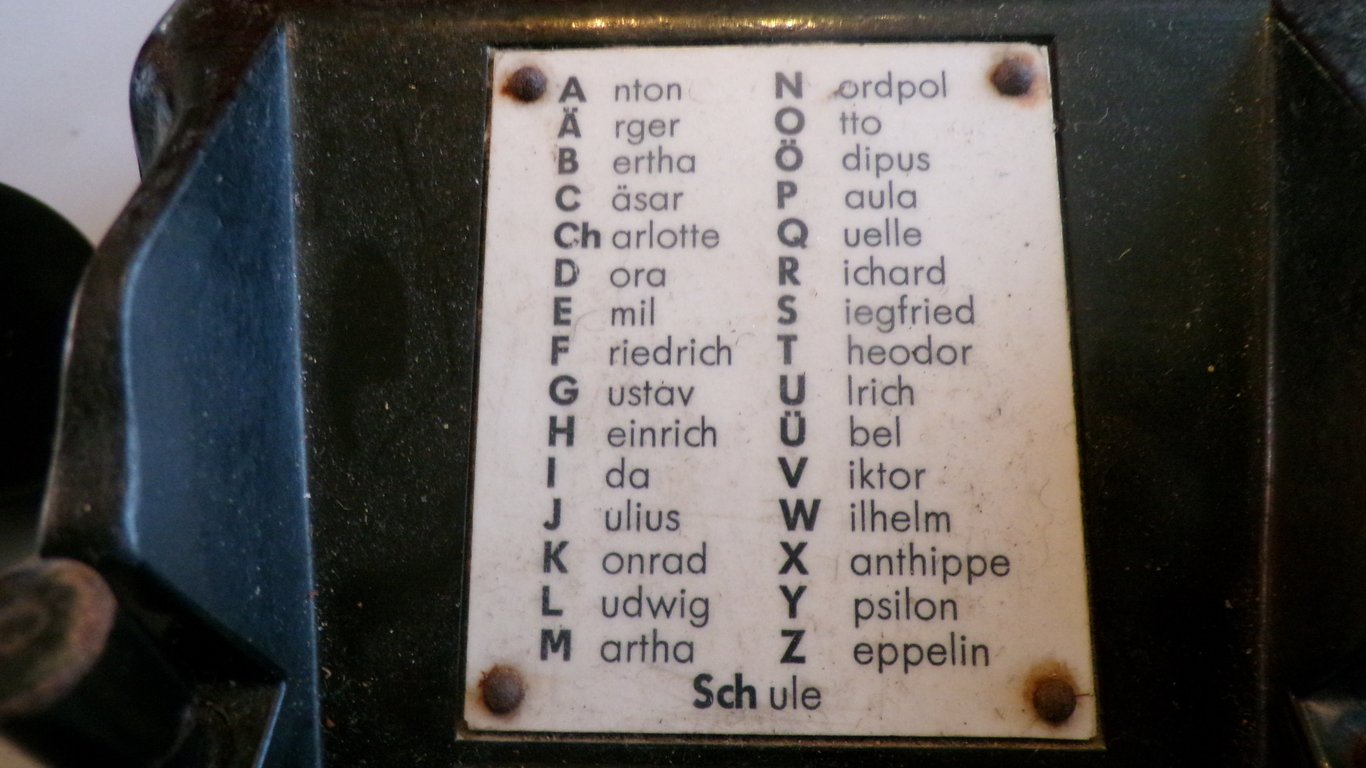 A nton
Ä rger
B ertha
C äsar
Ch arlotte
D ora
E mil
F riedrich
G ustav
H einrich
I da
J ulius
K onrad
L udwig
M artha
N ordpol
O tto
Ö dipus
P aula
Q uelle
R ichard
S iegfried
T heodor
U lrich
Ü bel
V iktor
W ilhelm
X anthippe
Y psilon
Z eppelin
Sch ule